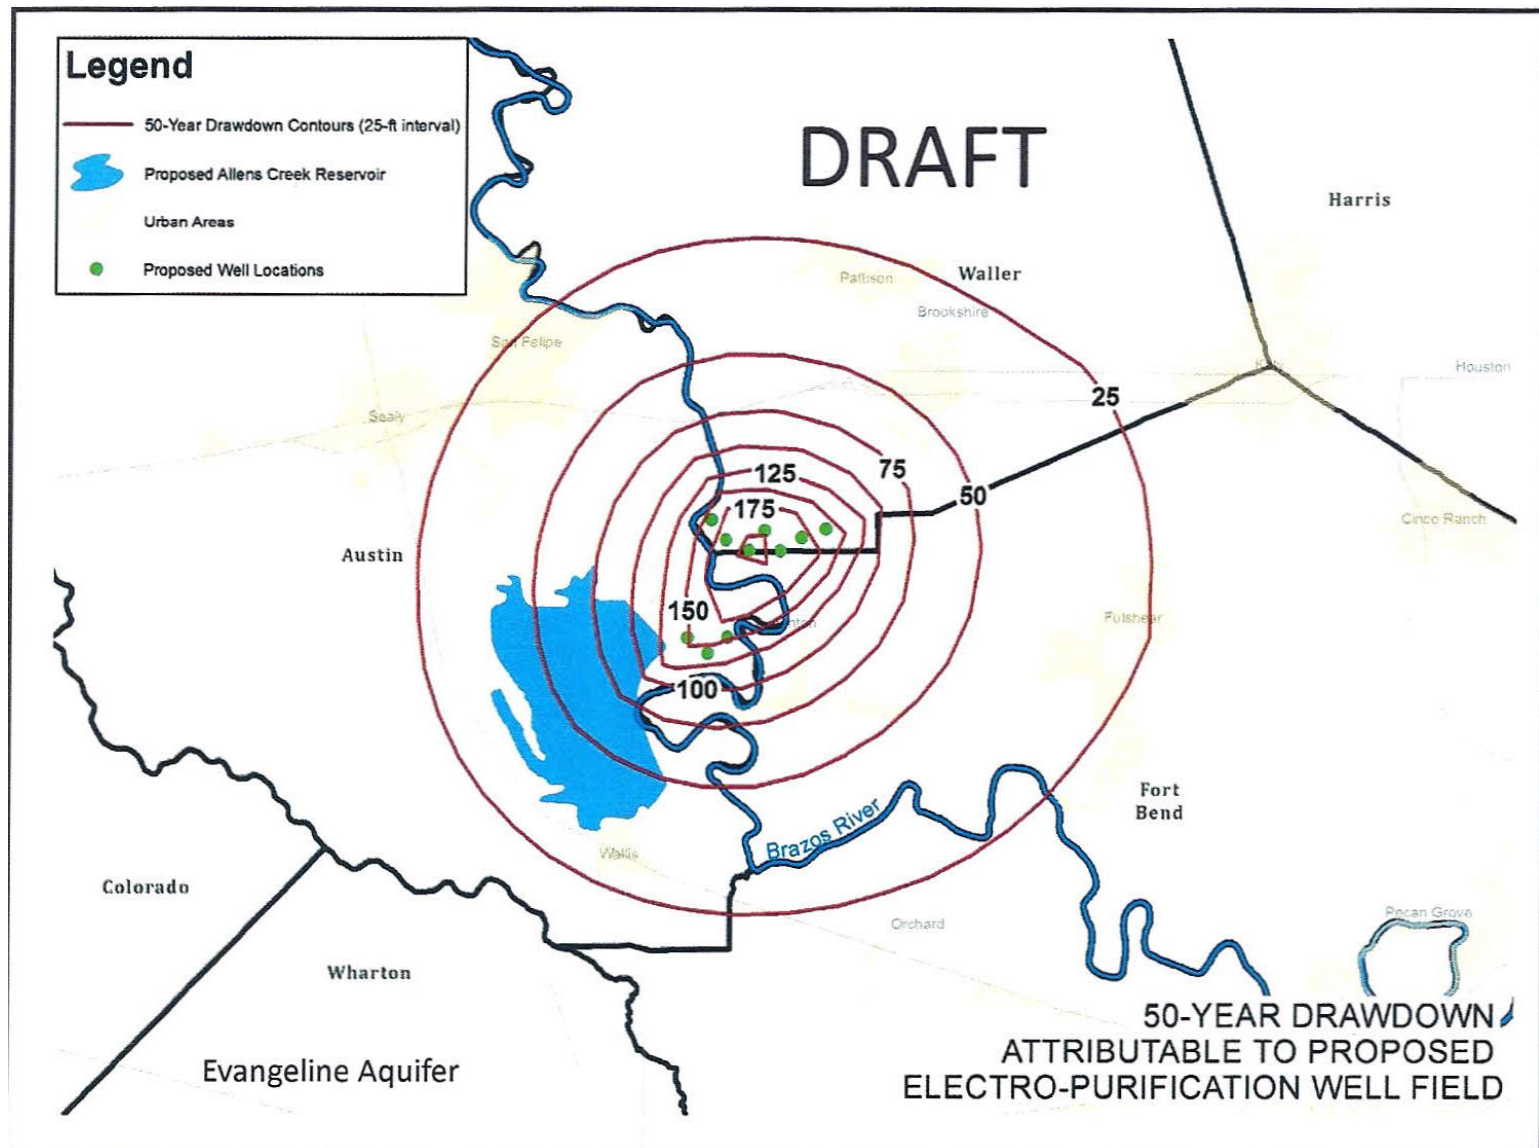 Legend
50-Year Drawdown Contours (25-ft interval)
Proposed Allens Creek Reservoir
Urban Areas
Proposed Well Locations
DRAFT
Harris
Waller
Pattison
Brookshire
San Felipe
Houston
Katy
25
Sealy
75
125
50
175
Cinco Ranch
Austin
150
Fulshear
100
Fort
Bend
Brazos River
Wallis
Colorado
Orchard
Pecan Grove
Wharton
50-YEAR DRAWDOWN
ATTRIBUTABLE TO PROPOSED
ELECTRO-PURIFICATION WELL FIELD
Evangeline Aquifer